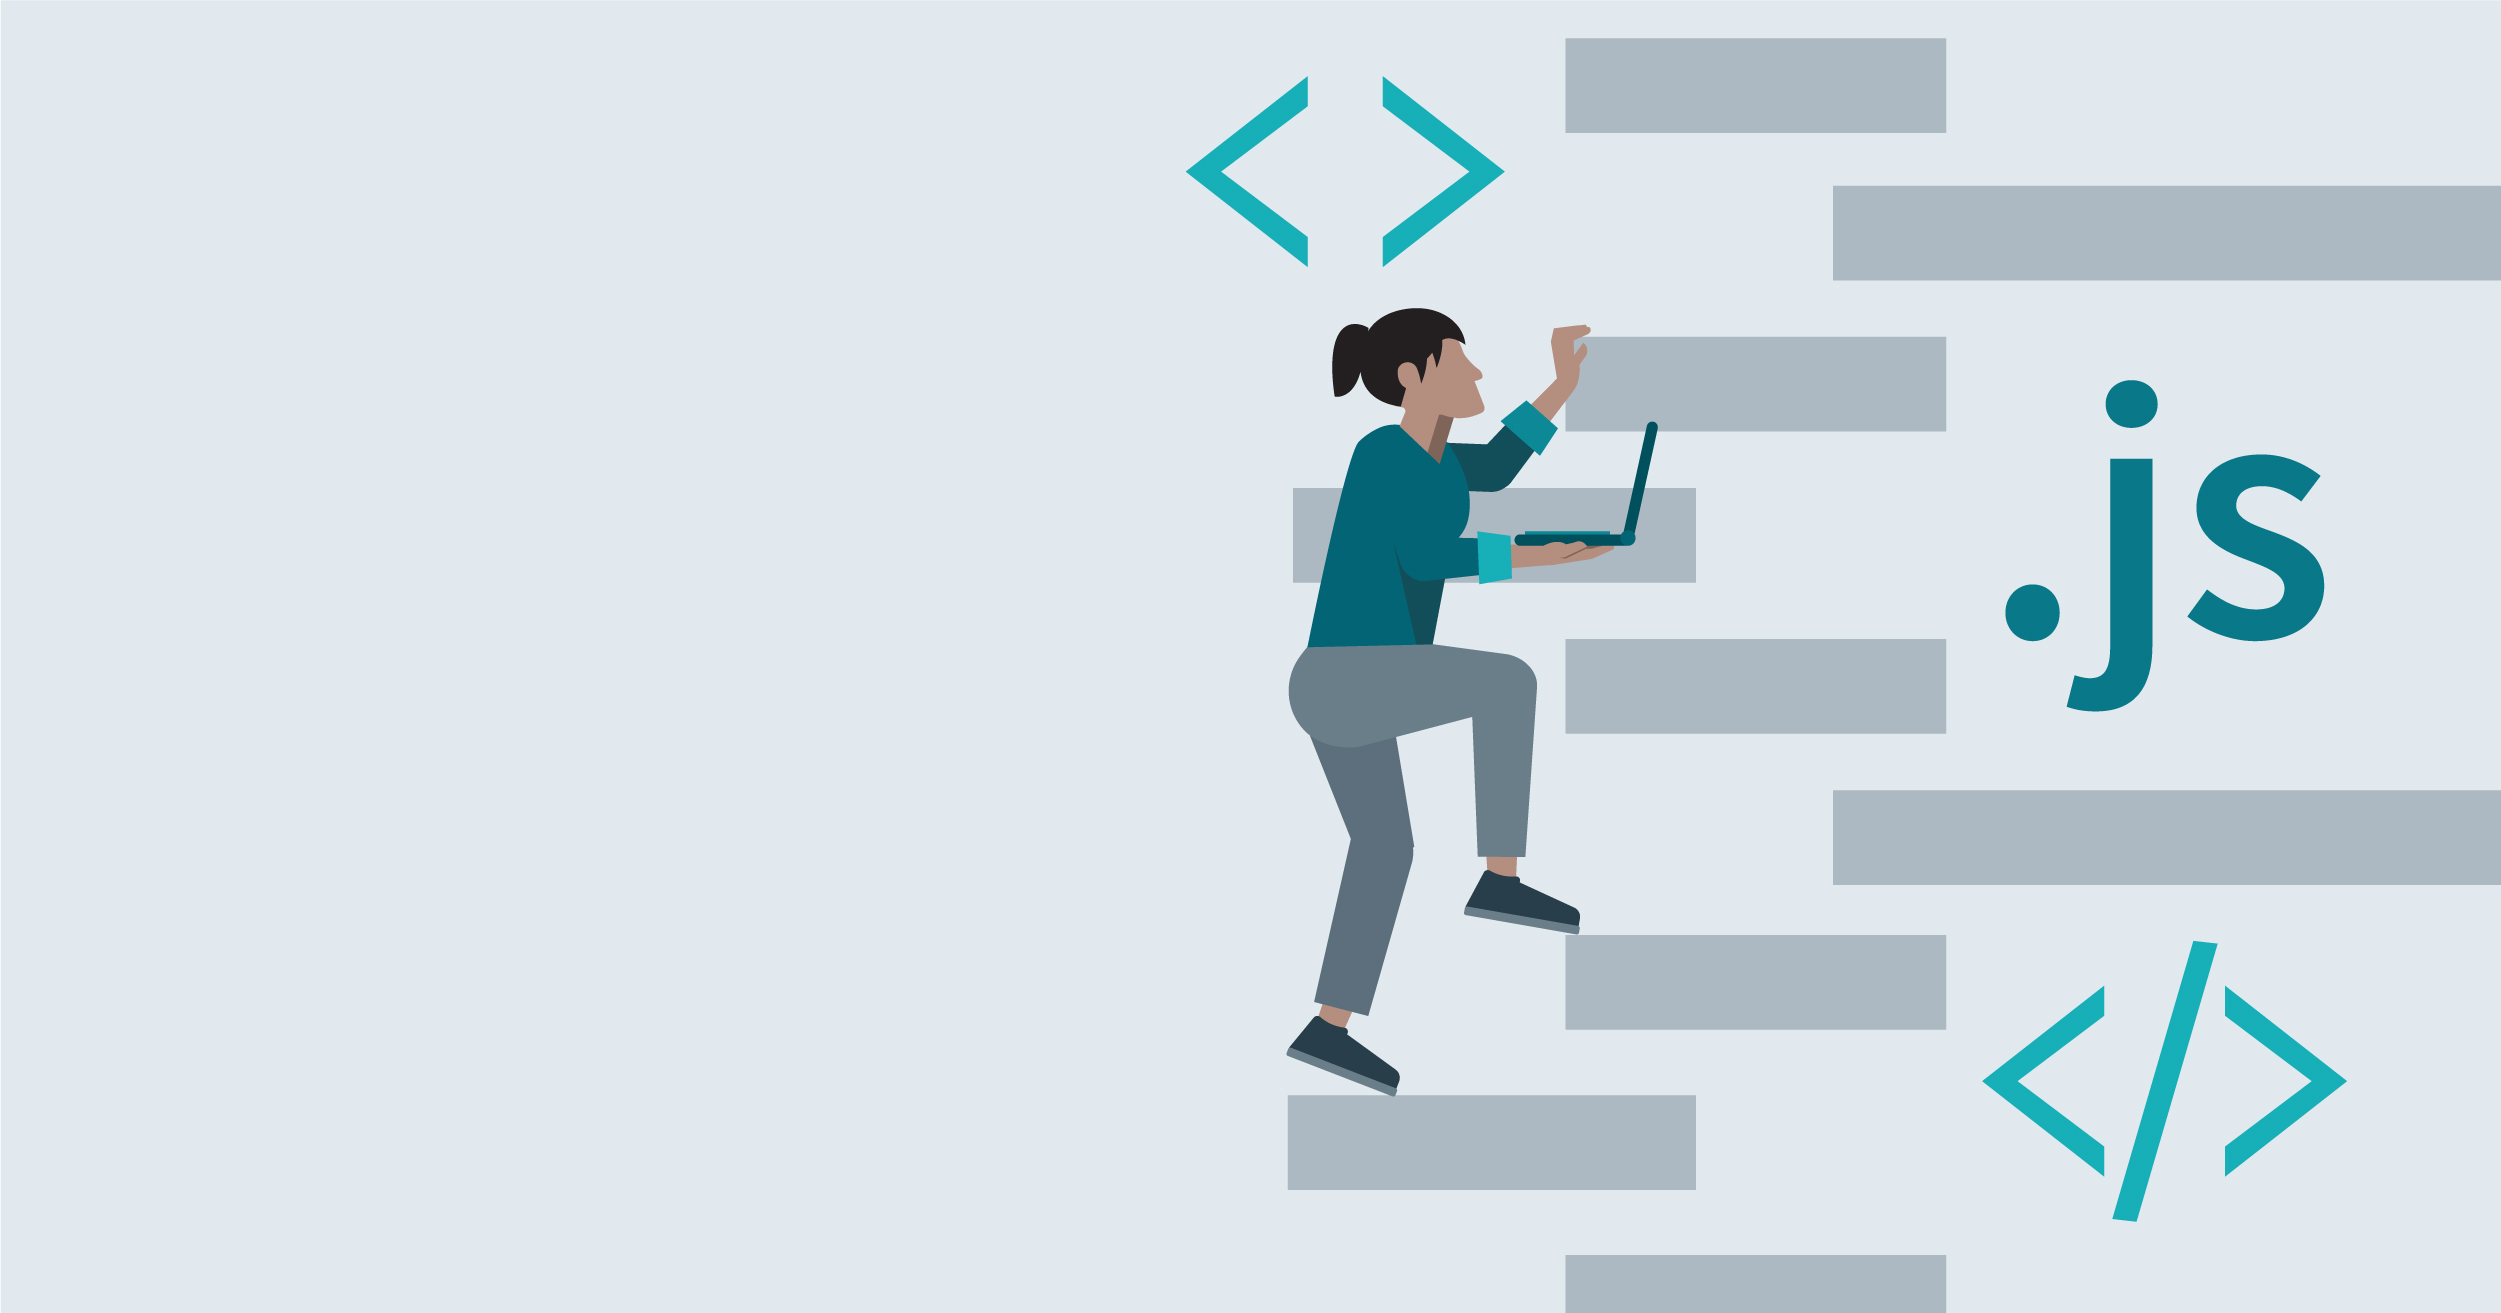 < >
.js
</>